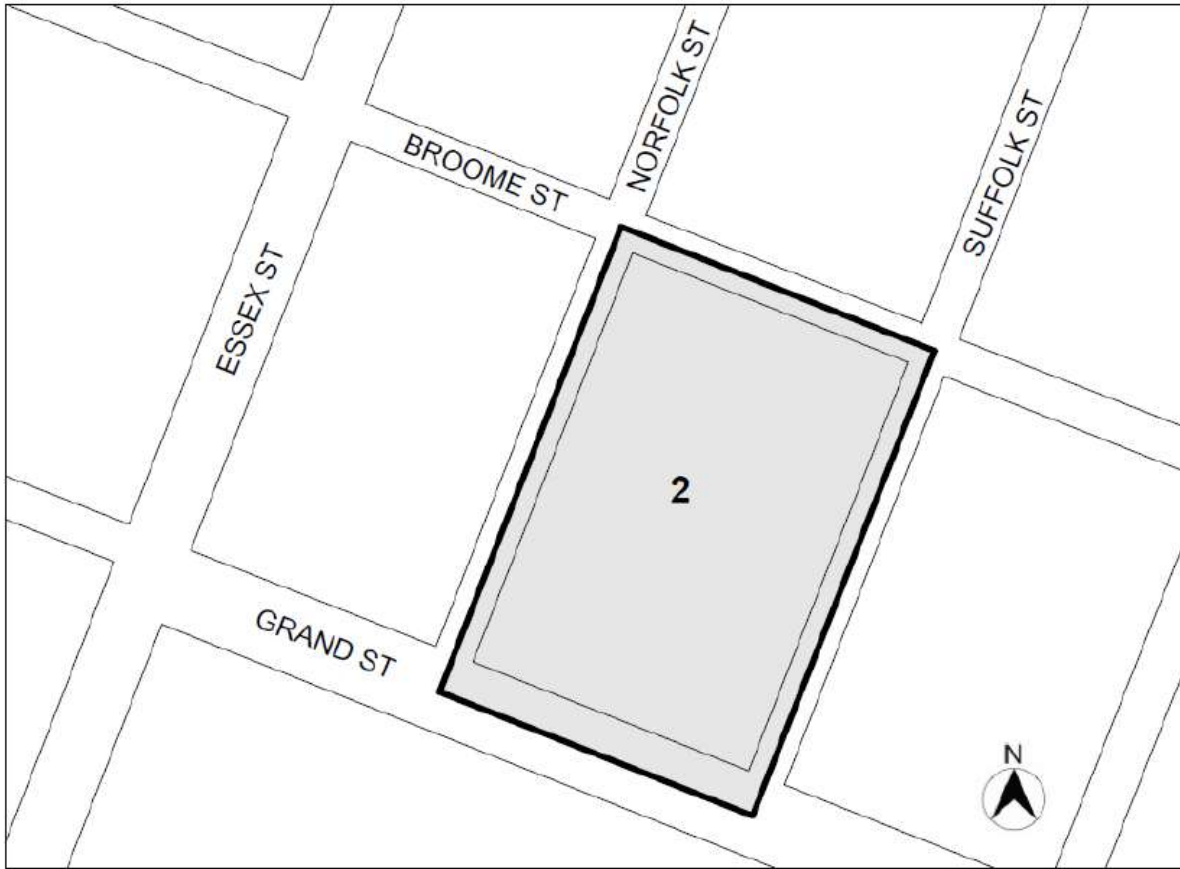 NORFOLK ST
BROOME ST
SUFFOLK ST
ESSEX ST
2
GRAND ST
N